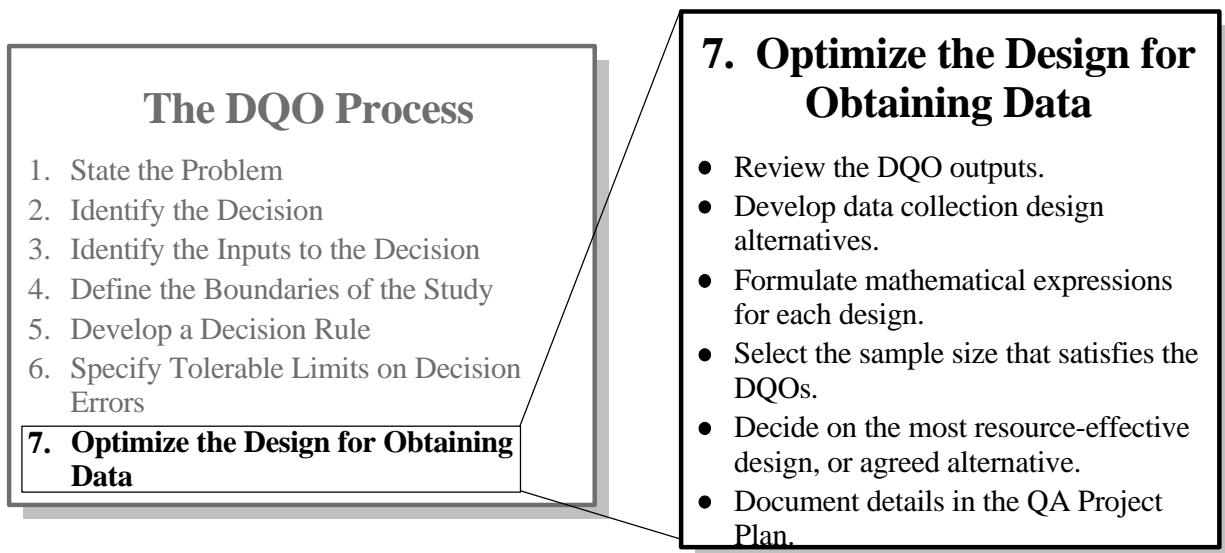 The DQO Process
1. State the Problem
2. Identify the Decision
3. Identify the Inputs to the Decision
4. Define the Boundaries of the Study
5. Develop a Decision Rule
6. Specify Tolerable Limits on Decision
Errors
7. Optimize the Design for Obtaining
Data
7. Optimize the Design for
Obtaining Data
● Review the DQO outputs.
● Develop data collection design
alternatives.
● Formulate mathematical expressions
for each design.
● Select the sample size that satisfies the
DQOs.
● Decide on the most resource-effective
design, or agreed alternative.
● Document details in the QA Project
Plan.